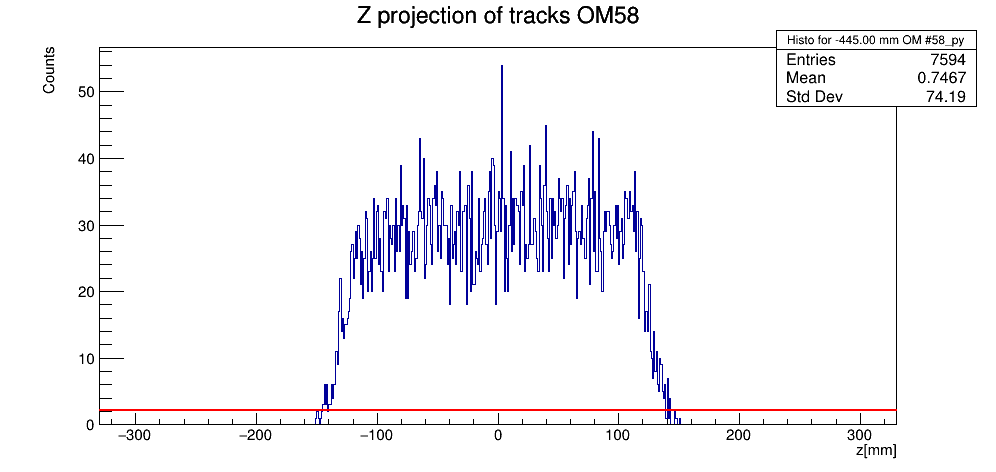 Z projection of tracks OM58
Histo for -445.00 mm OM #58_py
Entries 7594
Mean 0.7467
Std Dev 74.19
Counts
50
40
30
20
10
0
−300 −200 −100 0 100 200 300
z[mm]